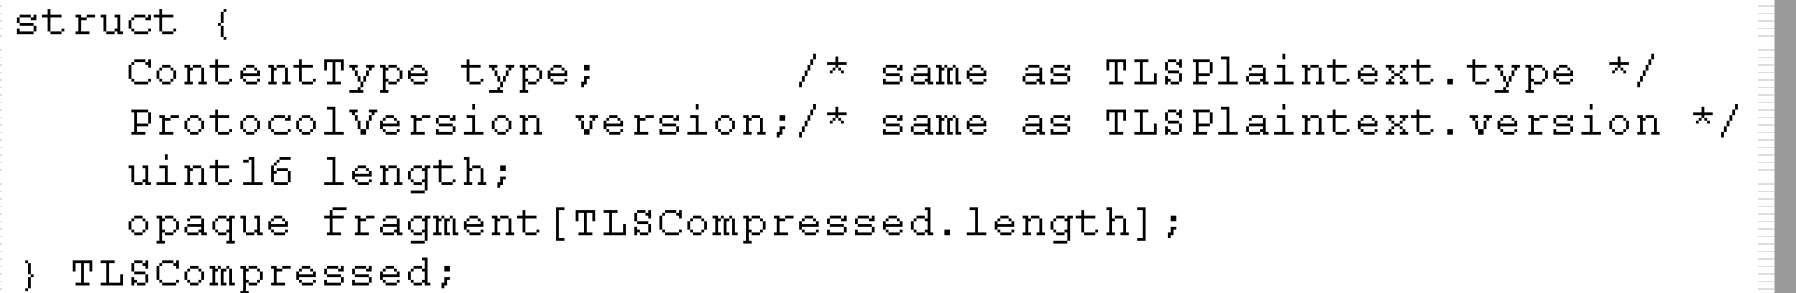 struct {
    ContentType type;       /* same as TLSPlaintext.type */
    ProtocolVersion version;/* same as TLSPlaintext.version */
    uint16 length;
    opaque fragment[TLSCompressed.length];
} TLSCompressed;